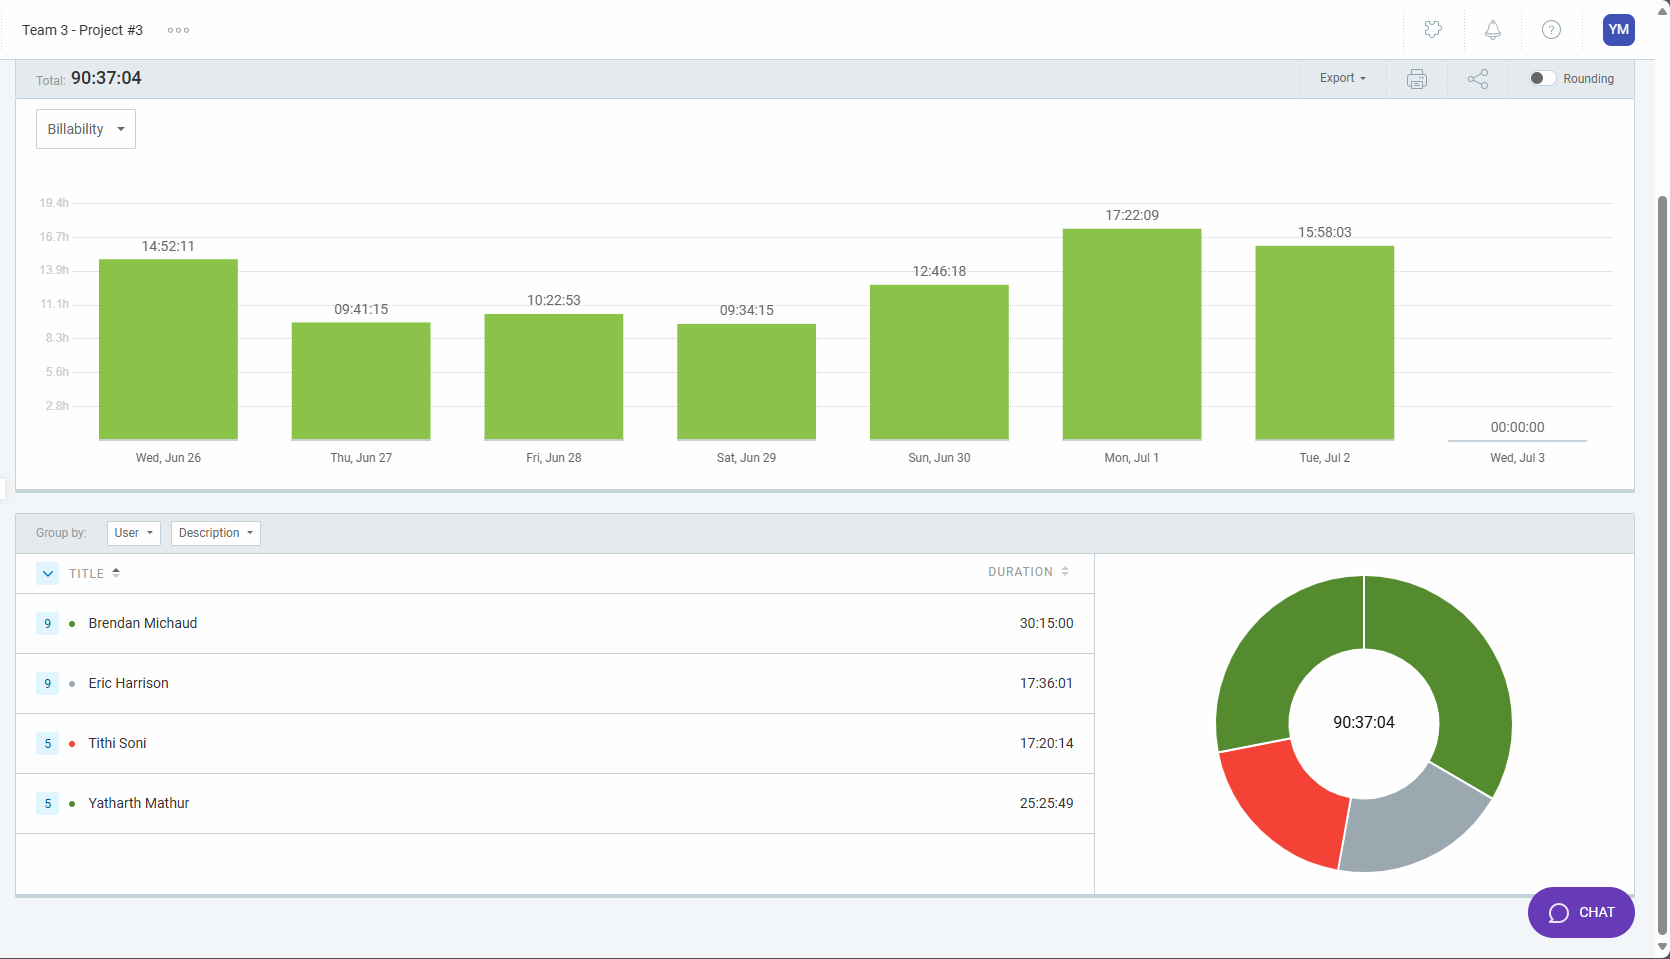 Team 3 - Project #3
YM
Total: 90:37:04
Export
Rounding
Billability
19.4h
16.7h
13.9h
11.1h
8.3h
5.6h
2.8h
14:52:11
09:41:15
10:22:53
09:34:15
12:46:18
17:22:09
15:58:03
00:00:00
Wed, Jun 26
Thu, Jun 27
Fri, Jun 28
Sat, Jun 29
Sun, Jun 30
Mon, Jul 1
Tue, Jul 2
Wed, Jul 3
Group by: User Description
TITLE DURATION
9 Brendan Michaud 30:15:00
9 Eric Harrison 17:36:01
5 Tithi Soni 17:20:14
5 Yatharth Mathur 25:25:49
90:37:04
CHAT